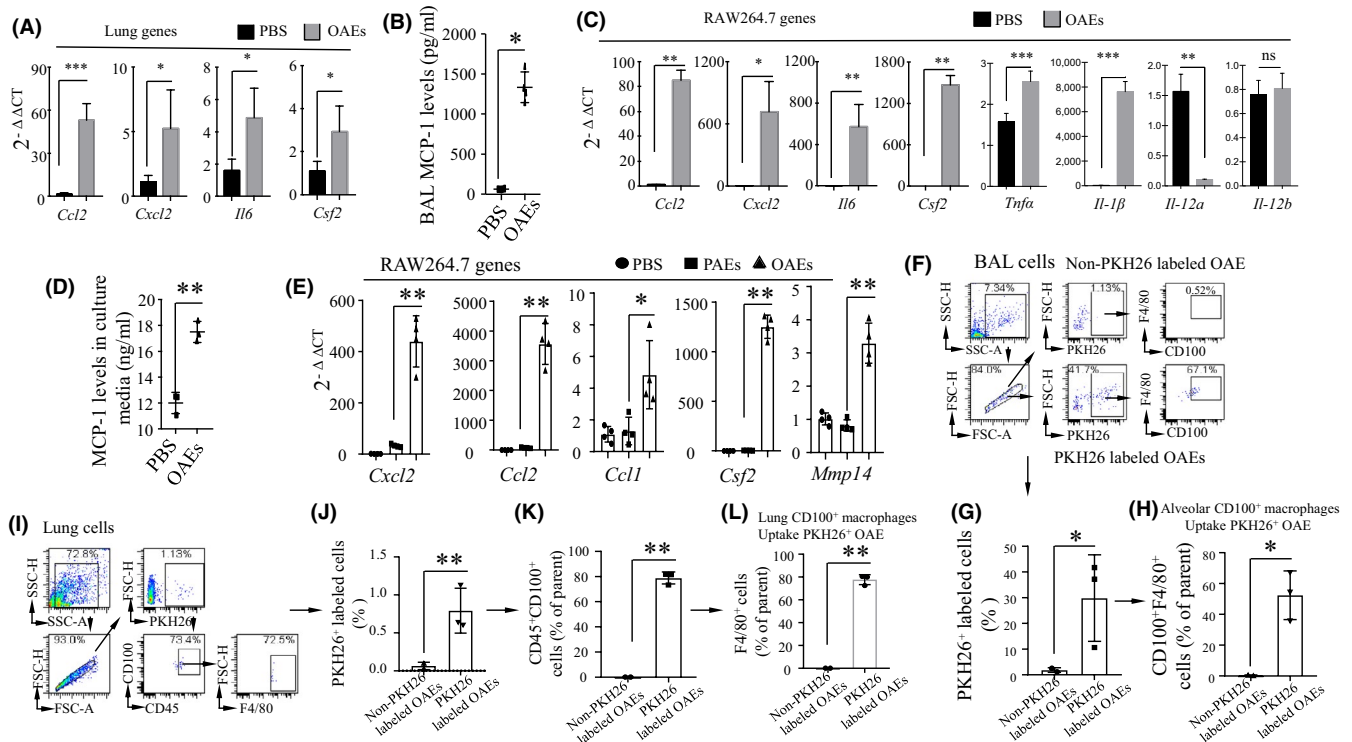 (A)
Lung genes
PBS
OAEs
2- Δ ΔCT
90
60
30
0
***
Ccl2
10
5
0
*
Cxcl2
8
6
4
2
0
*
Il6
6
4
2
0
*
Csf2
(B)
BAL MCP-1 levels (pg/ml)
2000
1500
1000
500
0
*
PBS
OAEs
(C)
RAW264.7 genes
PBS
OAEs
2- Δ ΔCT
100
80
60
40
20
0
**
Ccl2
1200
600
0
*
Cxcl2
1200
900
600
300
0
**
Il6
1800
1200
600
0
**
Csf2
3
2
1
0
***
Tnfα
10,000
8,000
6,000
4,000
2,000
0
***
Il-1β
2.0
1.5
1.0
0.5
0.0
**
Il-12a
1.0
0.8
0.6
0.4
0.2
0.0
ns
Il-12b
(D)
MCP-1 levels in culture
media (ng/ml)
20
18
16
14
12
10
**
PBS
OAEs
(E)
RAW264.7 genes
PBS
PAEs
OAEs
2- Δ ΔCT
600
400
200
0
**
Cxcl2
5000
4000
3000
2000
1000
0
**
Ccl2
10
8
6
4
2
0
*
Ccl1
1500
1000
500
0
**
Csf2
5
4
3
2
1
0
**
Mmp14
(F)
BAL cells
Non-PKH26 labeled OAE
7.34%
SSC-H
SSC-A
1.13%
FSC-H
PKH26
0.52%
F4/80
CD100
84.0%
FSC-H
FSC-A
41.7%
FSC-H
PKH26
67.1%
F4/80
CD100
PKH26 labeled OAEs
(I)
Lung cells
72.8%
SSC-H
SSC-A
1.13%
FSC-H
PKH26
93.0%
FSC-H
FSC-A
73.4%
CD100
CD45
72.5%
FSC-H
F4/80
(J)
PKH26+ labeled cells
(%)
1.5
1.0
0.5
0.0
**
Non-PKH26
labeled OAEs
PKH26
labeled OAEs
(K)
CD45+CD100+
cells (% of parent)
100
80
60
40
20
0
**
Non-PKH26
labeled OAEs
PKH26
labeled OAEs
(L)
Lung CD100+ macrophages
Uptake PKH26+ OAE
F4/80+ cells
(% of parent)
100
80
60
40
20
0
**
Non-PKH26
labeled OAEs
PKH26
labeled OAEs
(G)
PKH26+ labeled cells
(%)
50
40
30
20
10
0
*
Non-PKH26
labeled OAEs
PKH26
labeled OAEs
(H)
Alveolar CD100+ macrophages
Uptake PKH26+ OAE
CD100+F4/80+
cells (% of parent)
80
60
40
20
0
*
Non-PKH26
labeled OAEs
PKH26
labeled OAEs